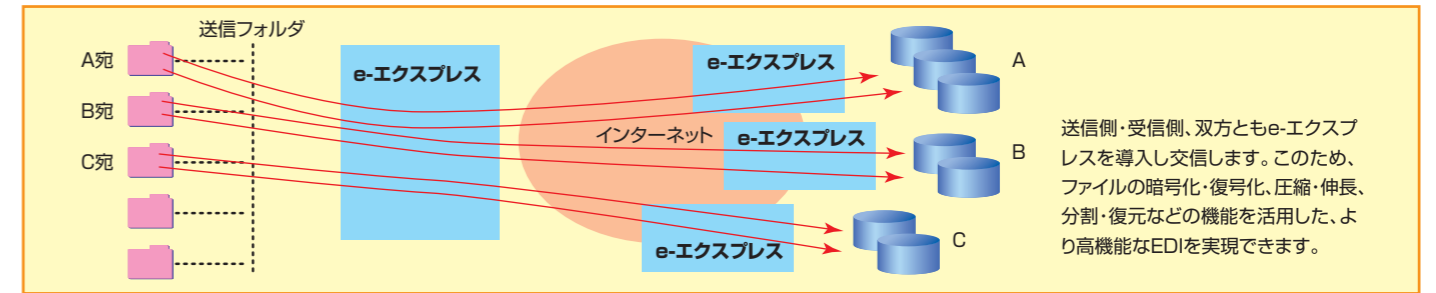 送信フォルダ
A宛
B宛
C宛
e-エクスプレス
インターネット
e-エクスプレス
A
e-エクスプレス
B
e-エクスプレス
C
送信側・受信側、双方ともe-エクスプ
レスを導入し交信します。このため、
ファイルの暗号化・復号化、圧縮・伸長、
分割・復元などの機能を活用した、よ
り高機能なEDIを実現できます。